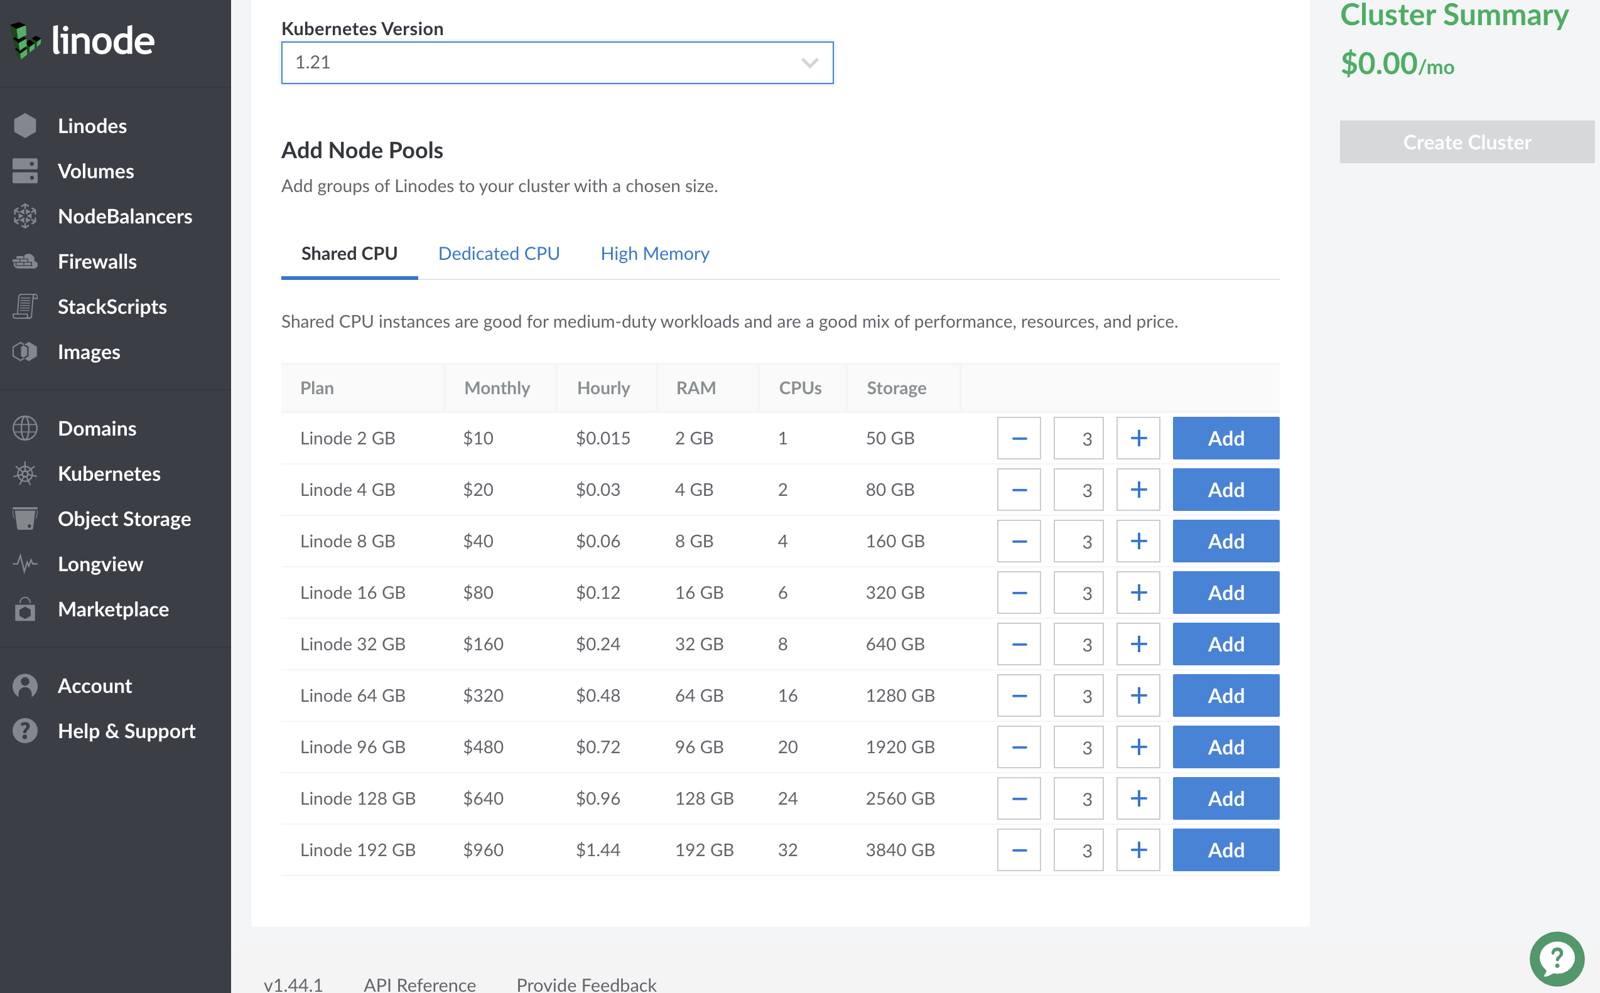 linode
Linodes
Volumes
NodeBalancers
Firewalls
StackScripts
Images
Domains
Kubernetes
Object Storage
Longview
Marketplace
Account
Help & Support
Kubernetes Version
1.21
Add Node Pools
Add groups of Linodes to your cluster with a chosen size.
Shared CPU Dedicated CPU High Memory
Shared CPU instances are good for medium-duty workloads and are a good mix of performance, resources, and price.
Plan Monthly Hourly RAM CPUs Storage
Linode 2 GB $10 $0.015 2 GB 1 50 GB − 3 + Add
Linode 4 GB $20 $0.03 4 GB 2 80 GB − 3 + Add
Linode 8 GB $40 $0.06 8 GB 4 160 GB − 3 + Add
Linode 16 GB $80 $0.12 16 GB 6 320 GB − 3 + Add
Linode 32 GB $160 $0.24 32 GB 8 640 GB − 3 + Add
Linode 64 GB $320 $0.48 64 GB 16 1280 GB − 3 + Add
Linode 96 GB $480 $0.72 96 GB 20 1920 GB − 3 + Add
Linode 128 GB $640 $0.96 128 GB 24 2560 GB − 3 + Add
Linode 192 GB $960 $1.44 192 GB 32 3840 GB − 3 + Add
Cluster Summary
$0.00/mo
Create Cluster
v1.44.1 API Reference Provide Feedback
?